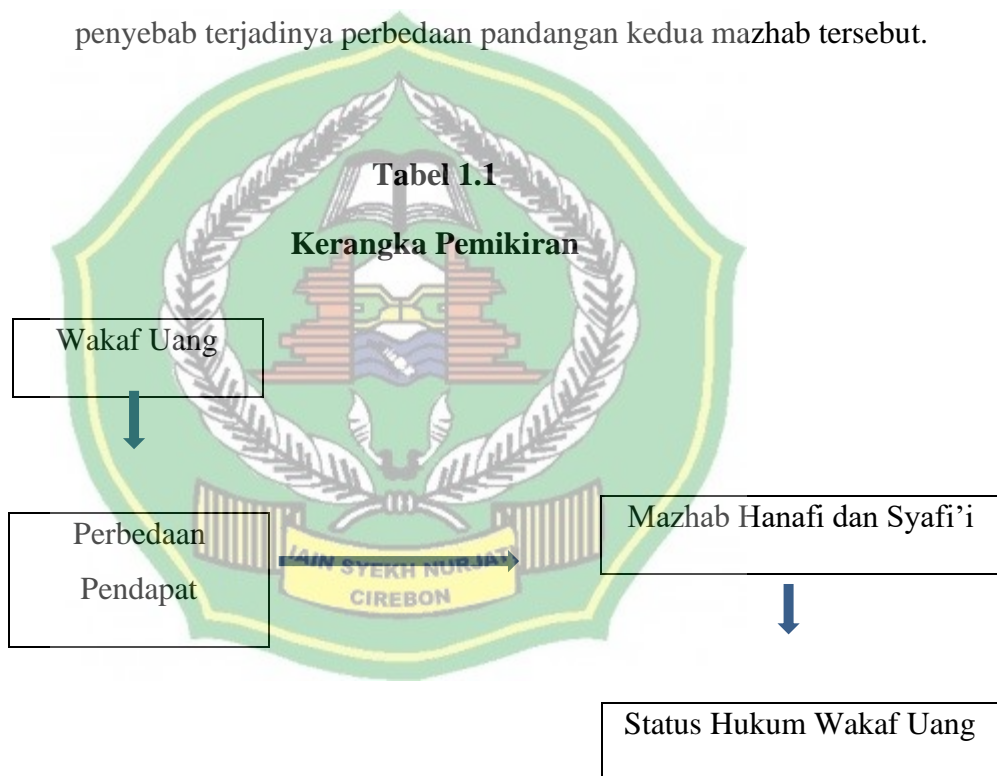 penyebab terjadinya perbedaan pandangan kedua mazhab tersebut.
Tabel 1.1
Kerangka Pemikiran
Wakaf Uang
Perbedaan
Pendapat
Mazhab Hanafi dan Syafi’i
IAIN SYEKH NURJATI
CIREBON
Status Hukum Wakaf Uang